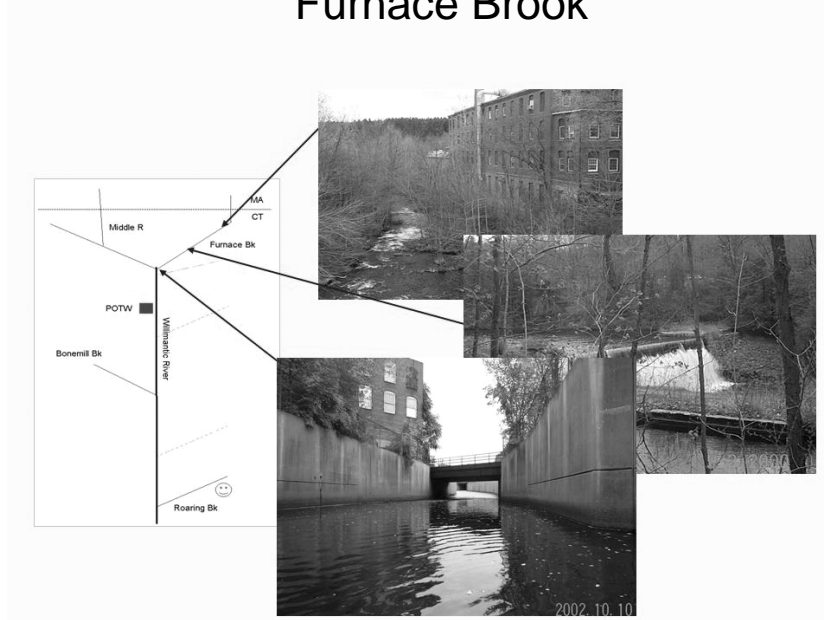 Furnace Brook
MA
CT
Middle R
Furnace Bk
POTW
Willimantic River
Bonemill Bk
Roaring Bk
2002. 10. 10